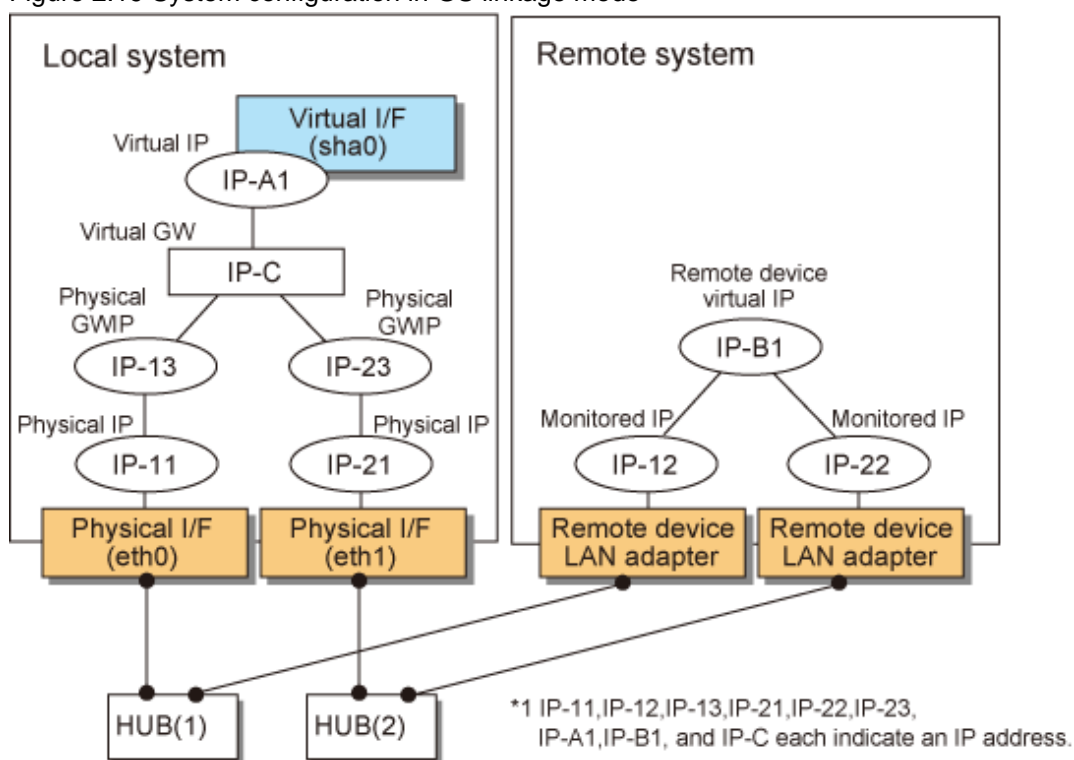 Figure 2.13 System configuration in GS linkage mode
Local system
Remote system
Virtual I/F
(sha0)
Virtual IP
IP-A1
Virtual GW
IP-C
Physical
GWIP
Physical
GWIP
IP-13
IP-23
Physical IP
Physical IP
IP-11
IP-21
Physical I/F
(eth0)
Physical I/F
(eth1)
Remote device
virtual IP
IP-B1
Monitored IP
Monitored IP
IP-12
IP-22
Remote device
LAN adapter
Remote device
LAN adapter
HUB(1)
HUB(2)
*1 IP-11,IP-12,IP-13,IP-21,IP-22,IP-23,
IP-A1,IP-B1, and IP-C each indicate an IP address.